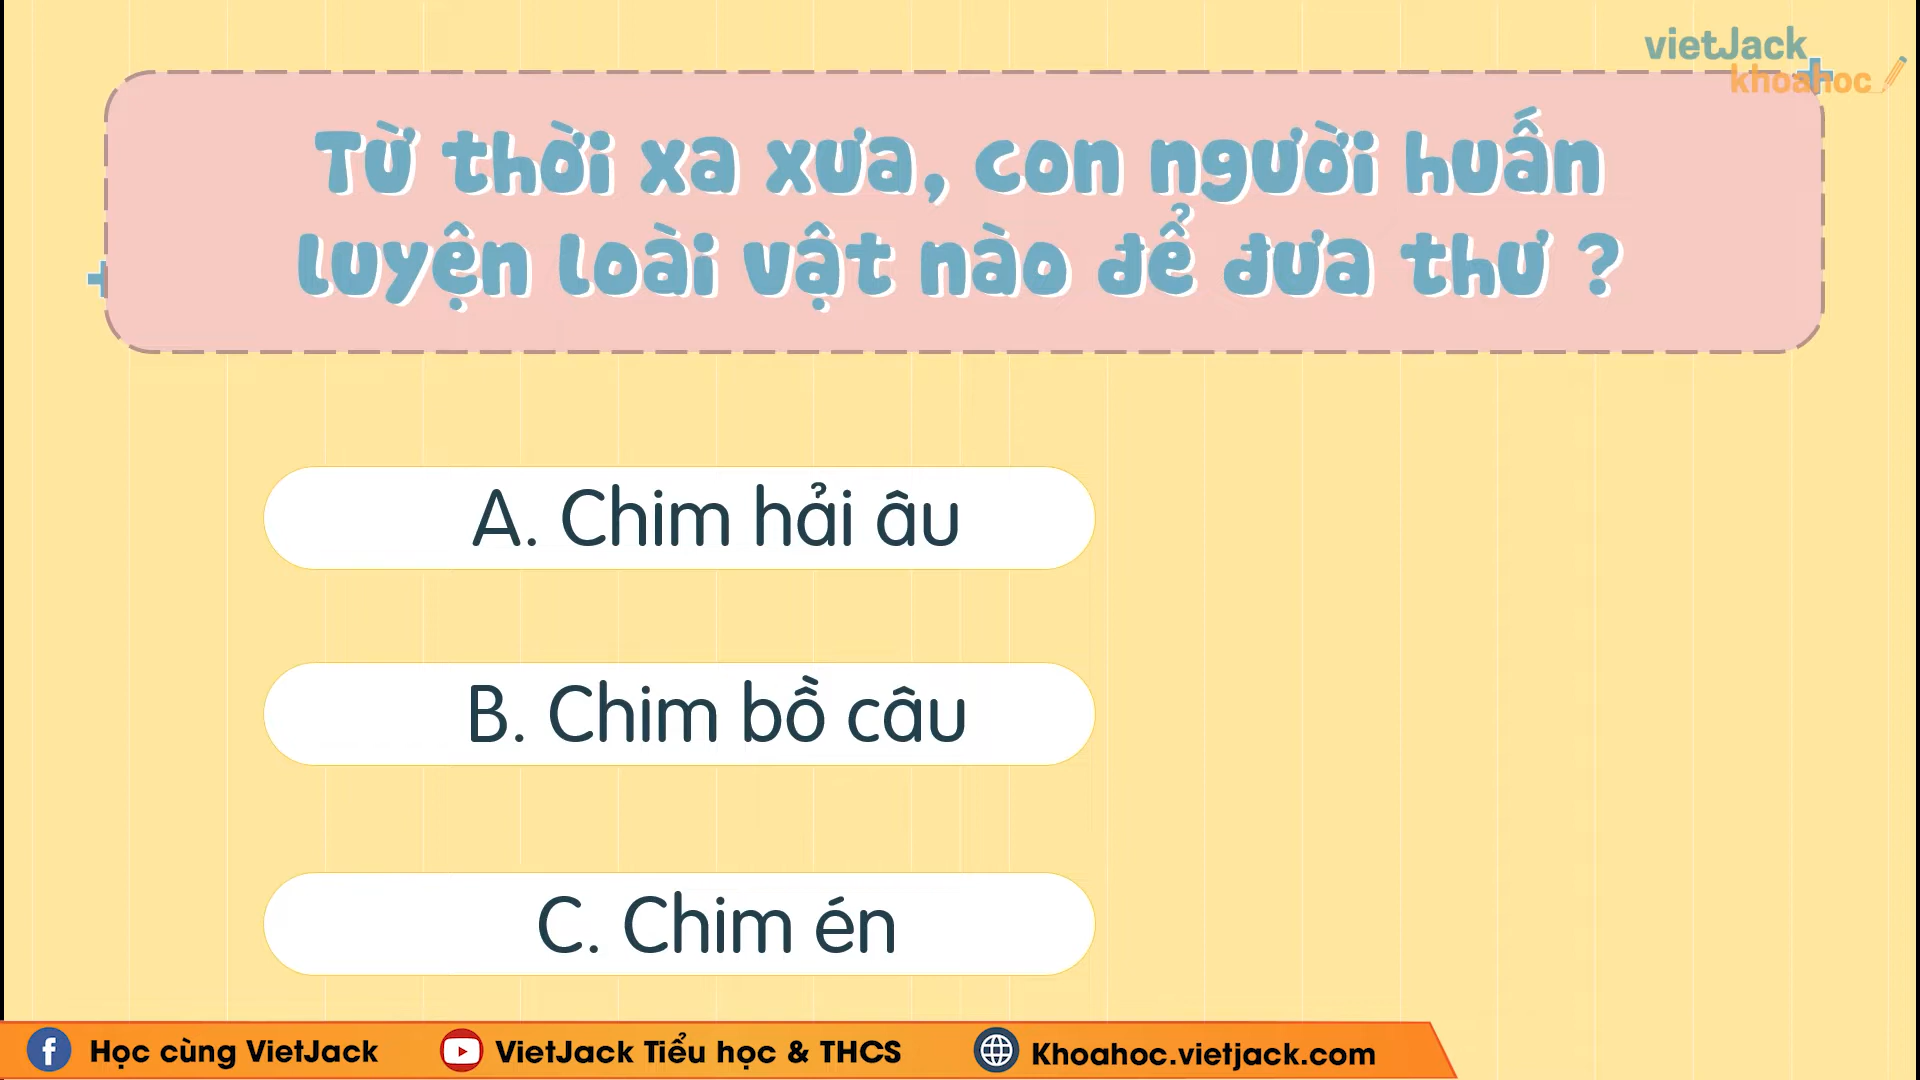 vietJack
khoahoc
Từ thời xa xưa, con người huấn
luyện loài vật nào để đưa thư ?
A. Chim hải âu
B. Chim bồ câu
C. Chim én
Học cùng VietJack
VietJack Tiểu học & THCS
Khoahoc.vietjack.com